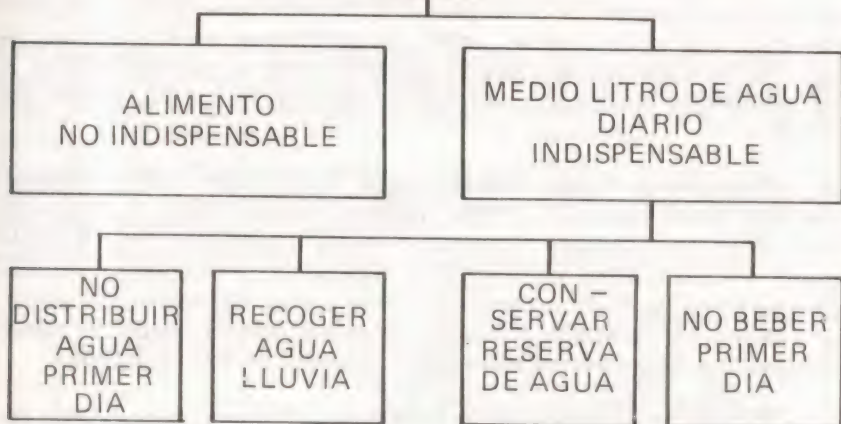 ALIMENTO
NO INDISPENSABLE
MEDIO LITRO DE AGUA
DIARIO
INDISPENSABLE
NO
DISTRIBUIR
AGUA
PRIMER
DIA
RECOGER
AGUA
LLUVIA
CON –
SERVAR
RESERVA
DE AGUA
NO BEBER
PRIMER
DIA